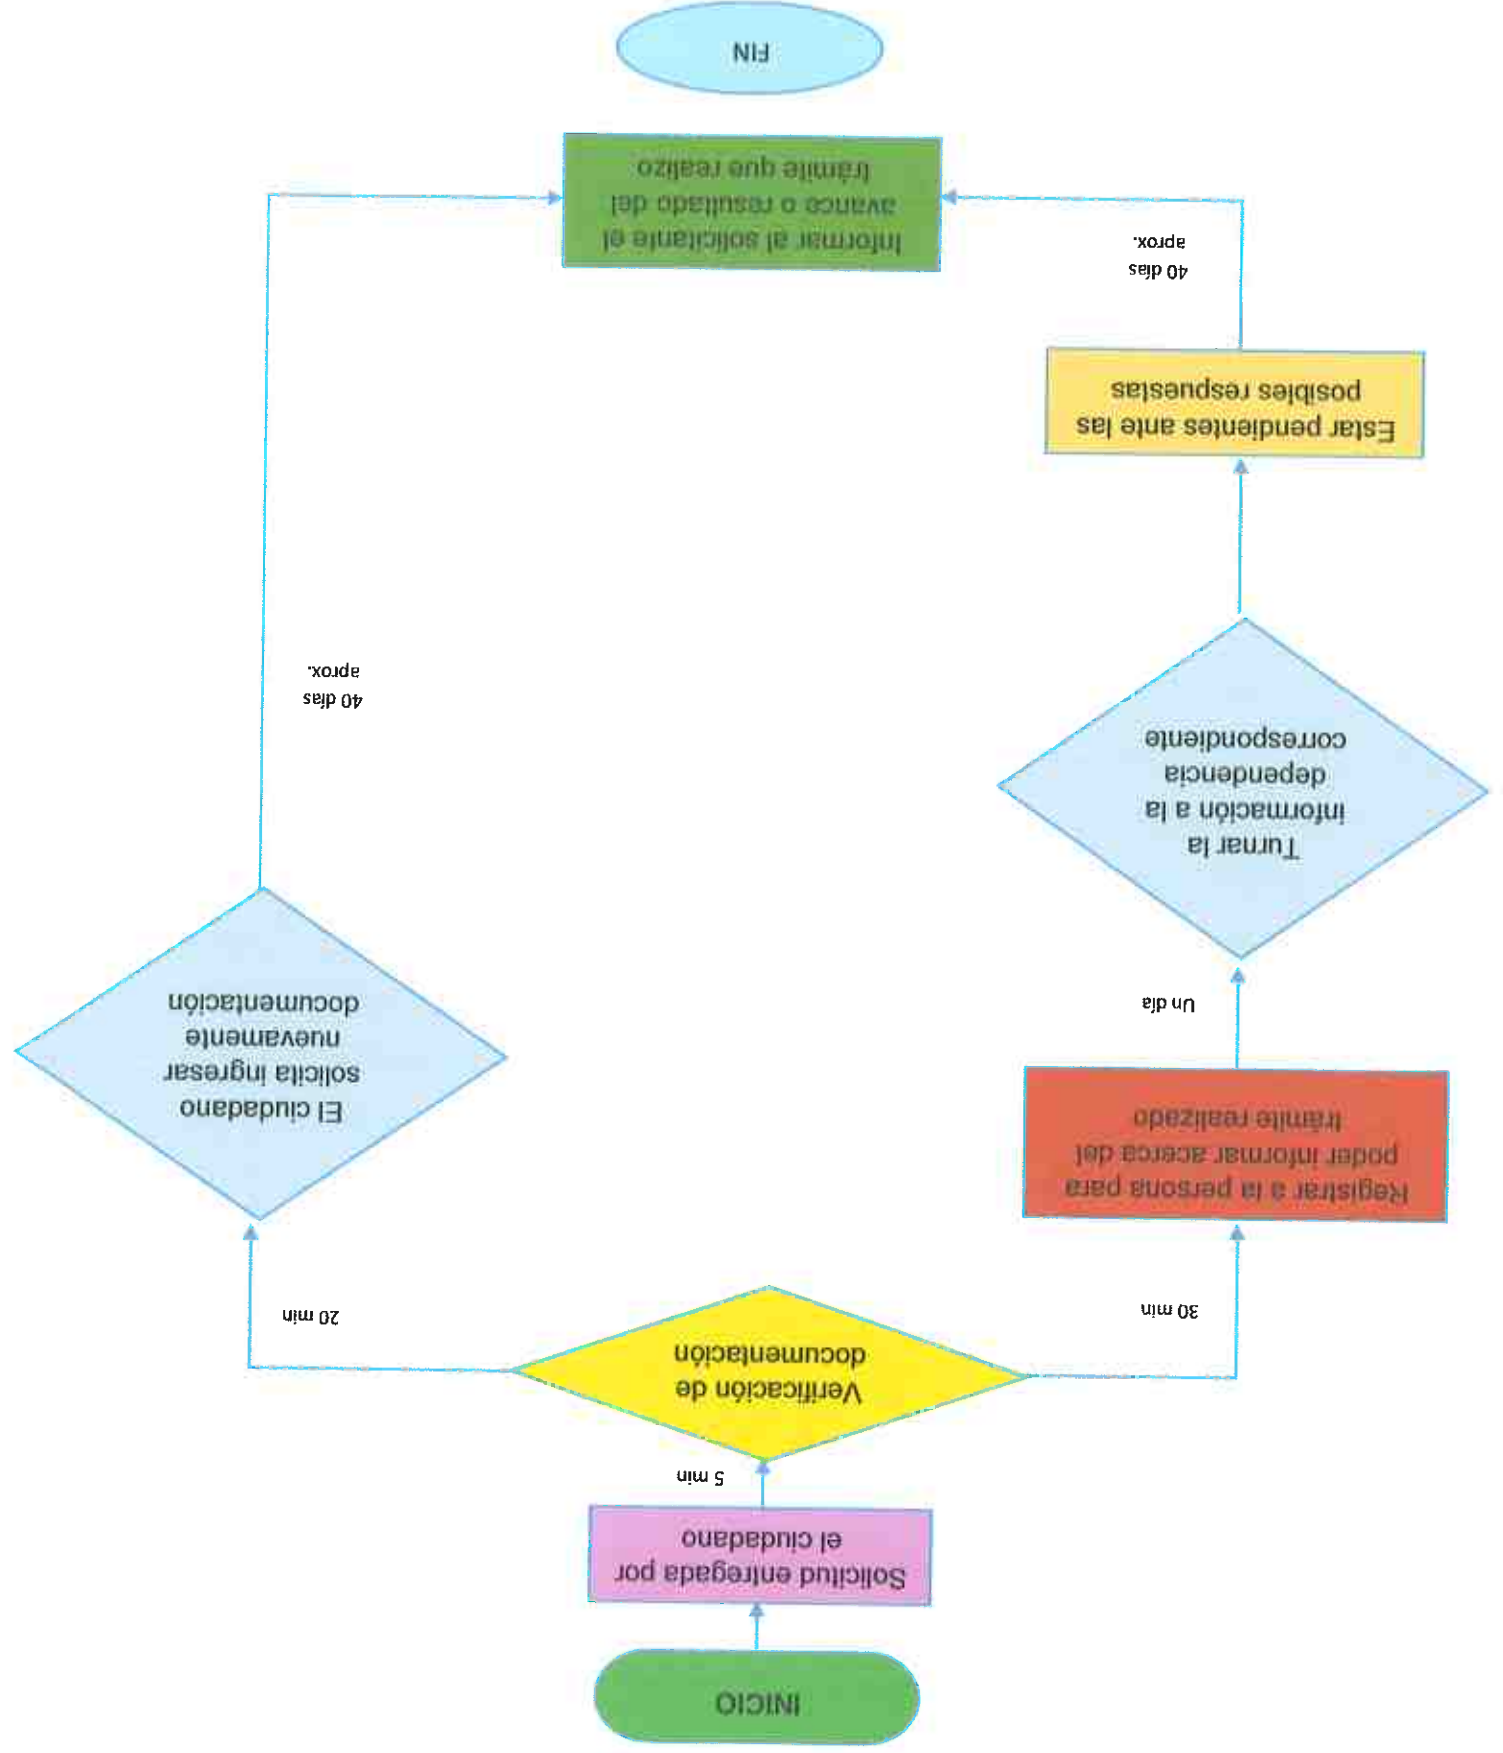 INICIO
Solicitud entregada por
el ciudadano
5 min
Verificación de
documentación
30 min
20 min
Registrar a la persona para
poder informar acerca del
trámite realizado
El ciudadano
solicita ingresar
nuevamente
documentación
Un día
Turnar la
información a la
dependencia
correspondiente
40 días
aprox.
Estar pendientes ante las
posibles respuestas
40 días
aprox.
Informar al solicitante el
avance o resultado del
trámite que realizo
FIN